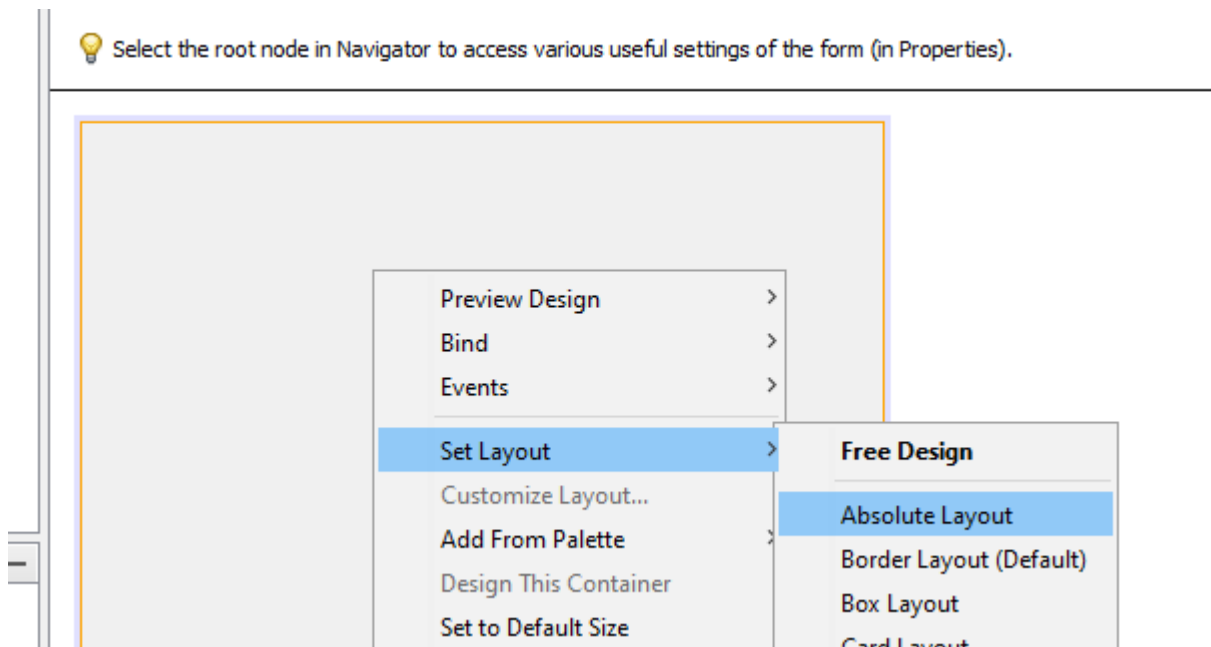 Select the root node in Navigator to access various useful settings of the form (in Properties).
Preview Design
Bind
Events
Set Layout
Customize Layout...
Add From Palette
Design This Container
Set to Default Size
Free Design
Absolute Layout
Border Layout (Default)
Box Layout
Card Layout